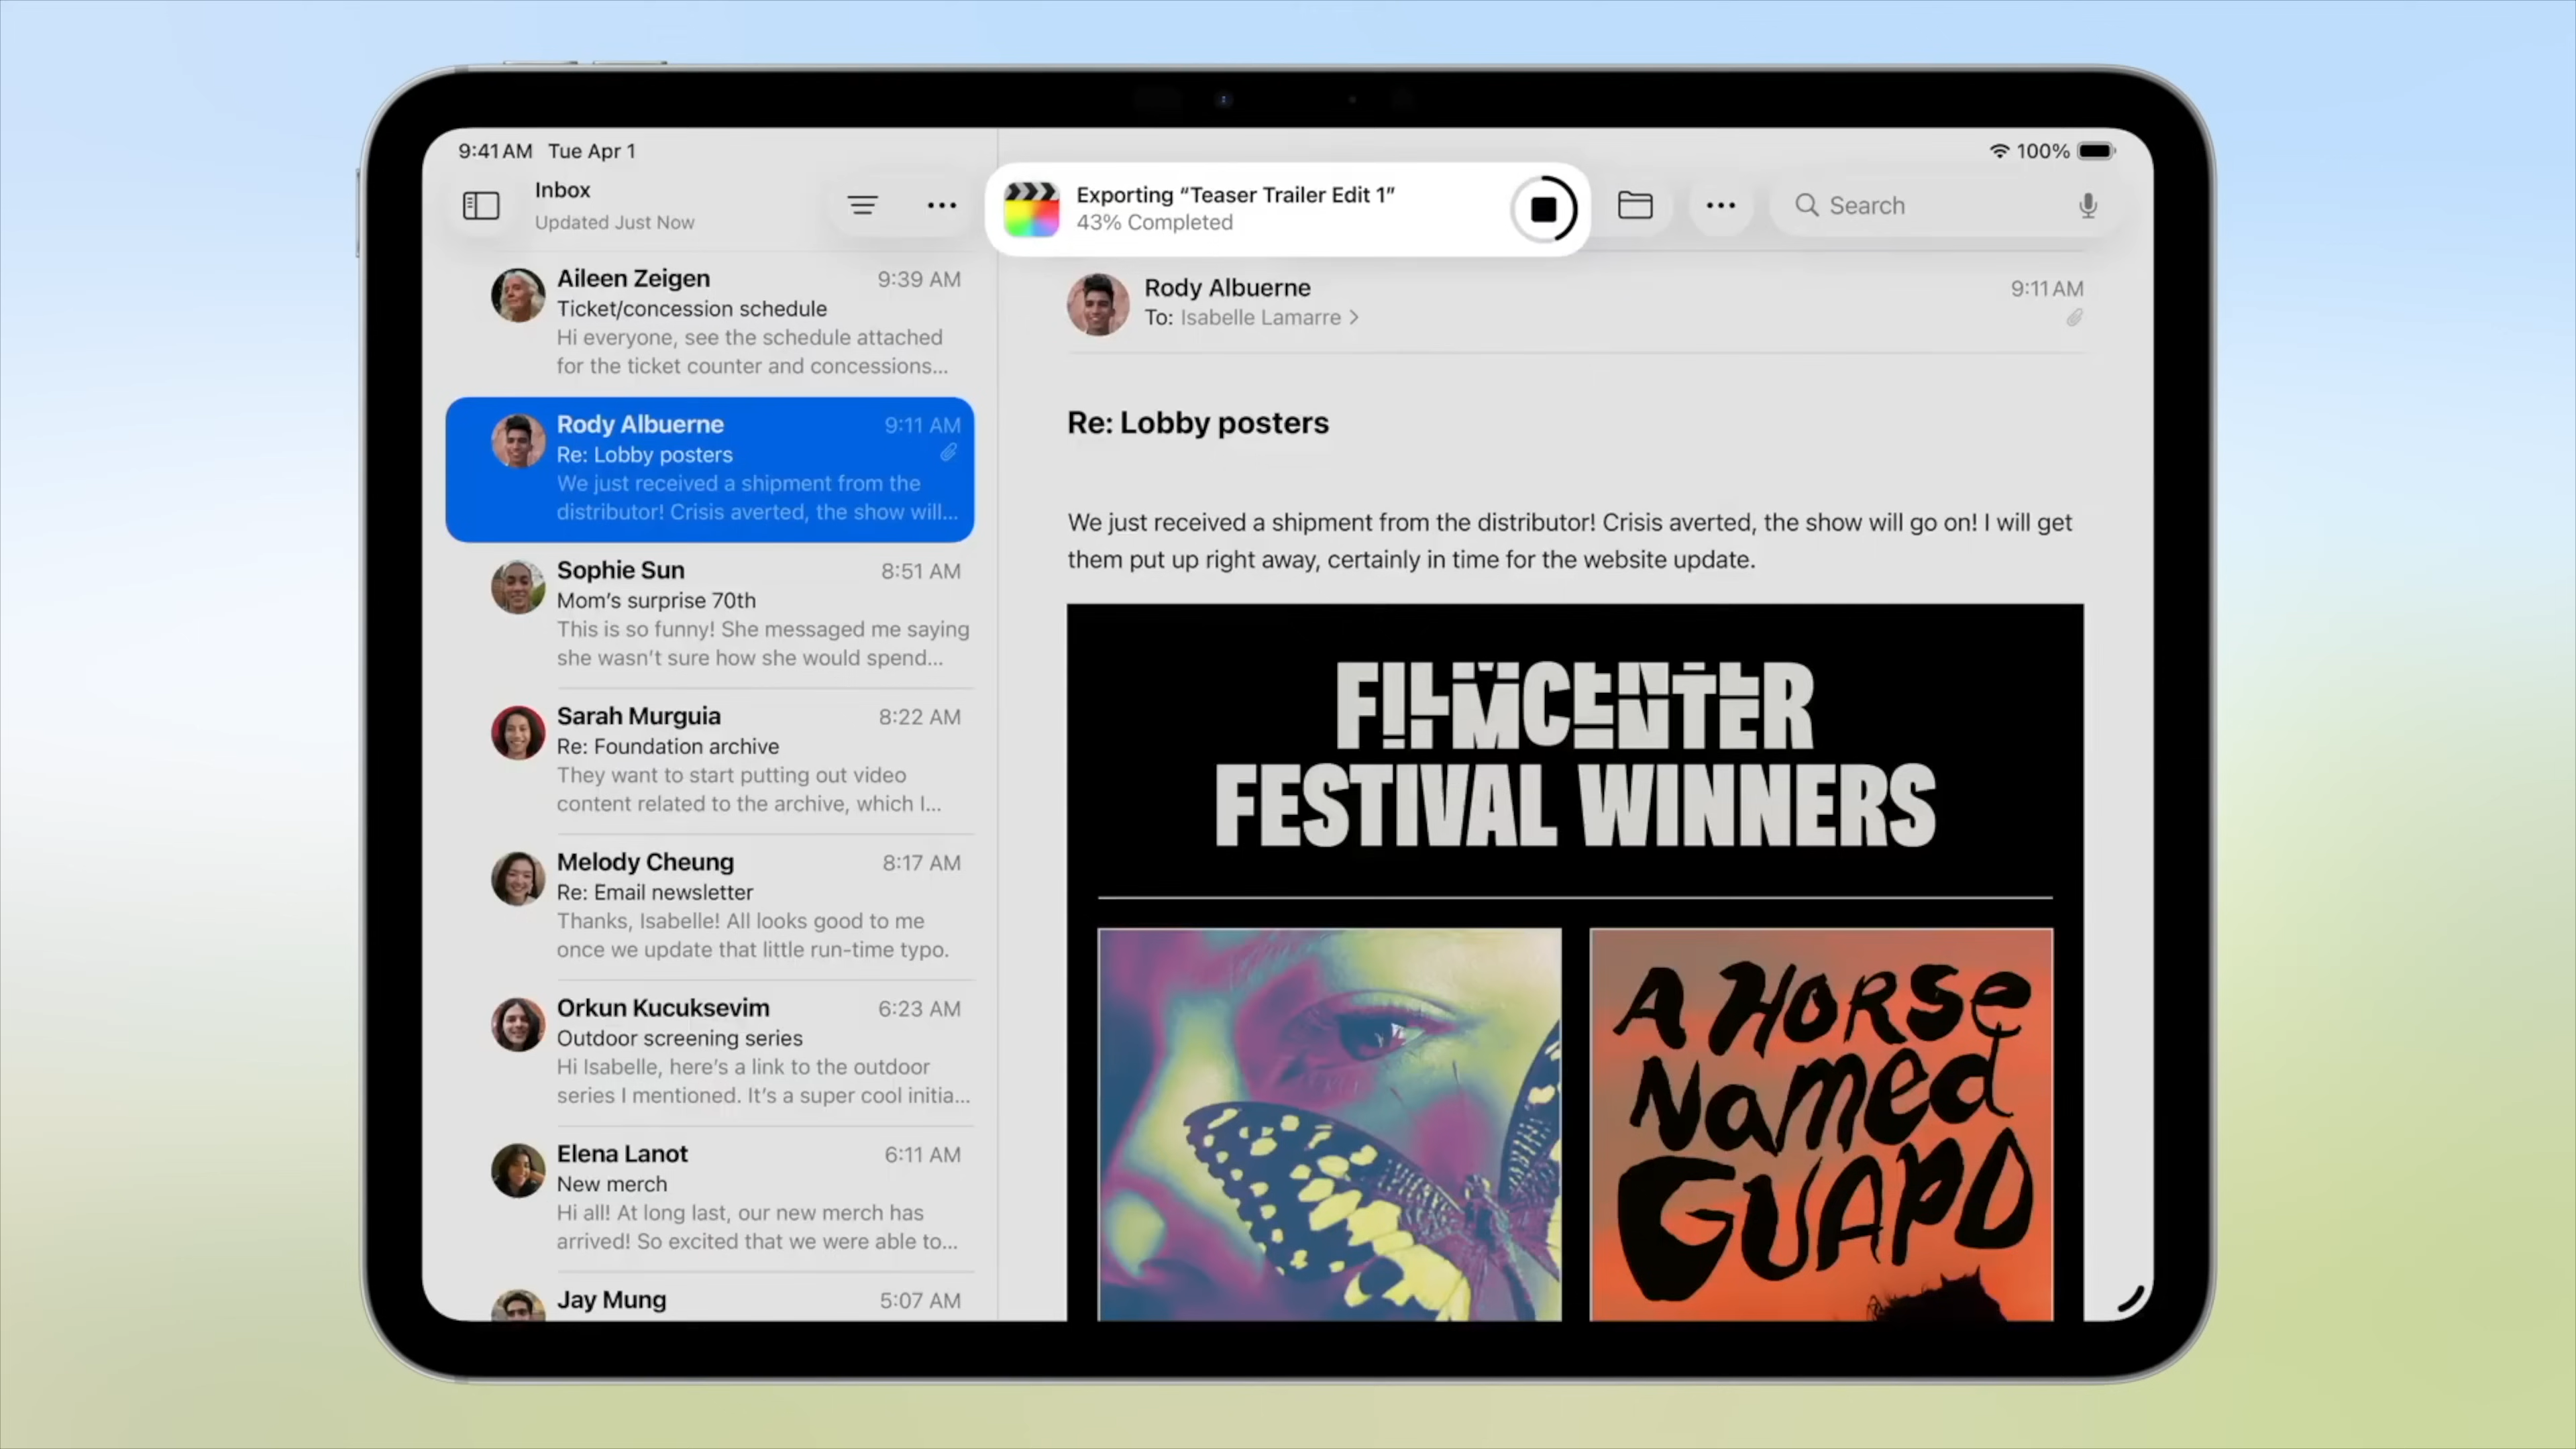 9:41 AM Tue Apr 1
100%
Inbox
Updated Just Now
Exporting “Teaser Trailer Edit 1”
43% Completed
Search
Aileen Zeigen 9:39 AM
Ticket/concession schedule
Hi everyone, see the schedule attached
for the ticket counter and concessions...
Rody Albuerne 9:11 AM
Re: Lobby posters
We just received a shipment from the
distributor! Crisis averted, the show will...
Sophie Sun 8:51 AM
Mom’s surprise 70th
This is so funny! She messaged me saying
she wasn’t sure how she would spend...
Sarah Murguia 8:22 AM
Re: Foundation archive
They want to start putting out video
content related to the archive, which I...
Melody Cheung 8:17 AM
Re: Email newsletter
Thanks, Isabelle! All looks good to me
once we update that little run-time typo.
Orkun Kucuksevim 6:23 AM
Outdoor screening series
Hi Isabelle, here’s a link to the outdoor
series I mentioned. It’s a super cool initia...
Elena Lanot 6:11 AM
New merch
Hi all! At long last, our new merch has
arrived! So excited that we were able to...
Jay Mung 5:07 AM
Rody Albuerne 9:11 AM
To: Isabelle Lamarre
Re: Lobby posters
We just received a shipment from the distributor! Crisis averted, the show will go on! I will get
them put up right away, certainly in time for the website update.
FILMCENTER
FESTIVAL WINNERS
A HORSe
NameD
GUAPO